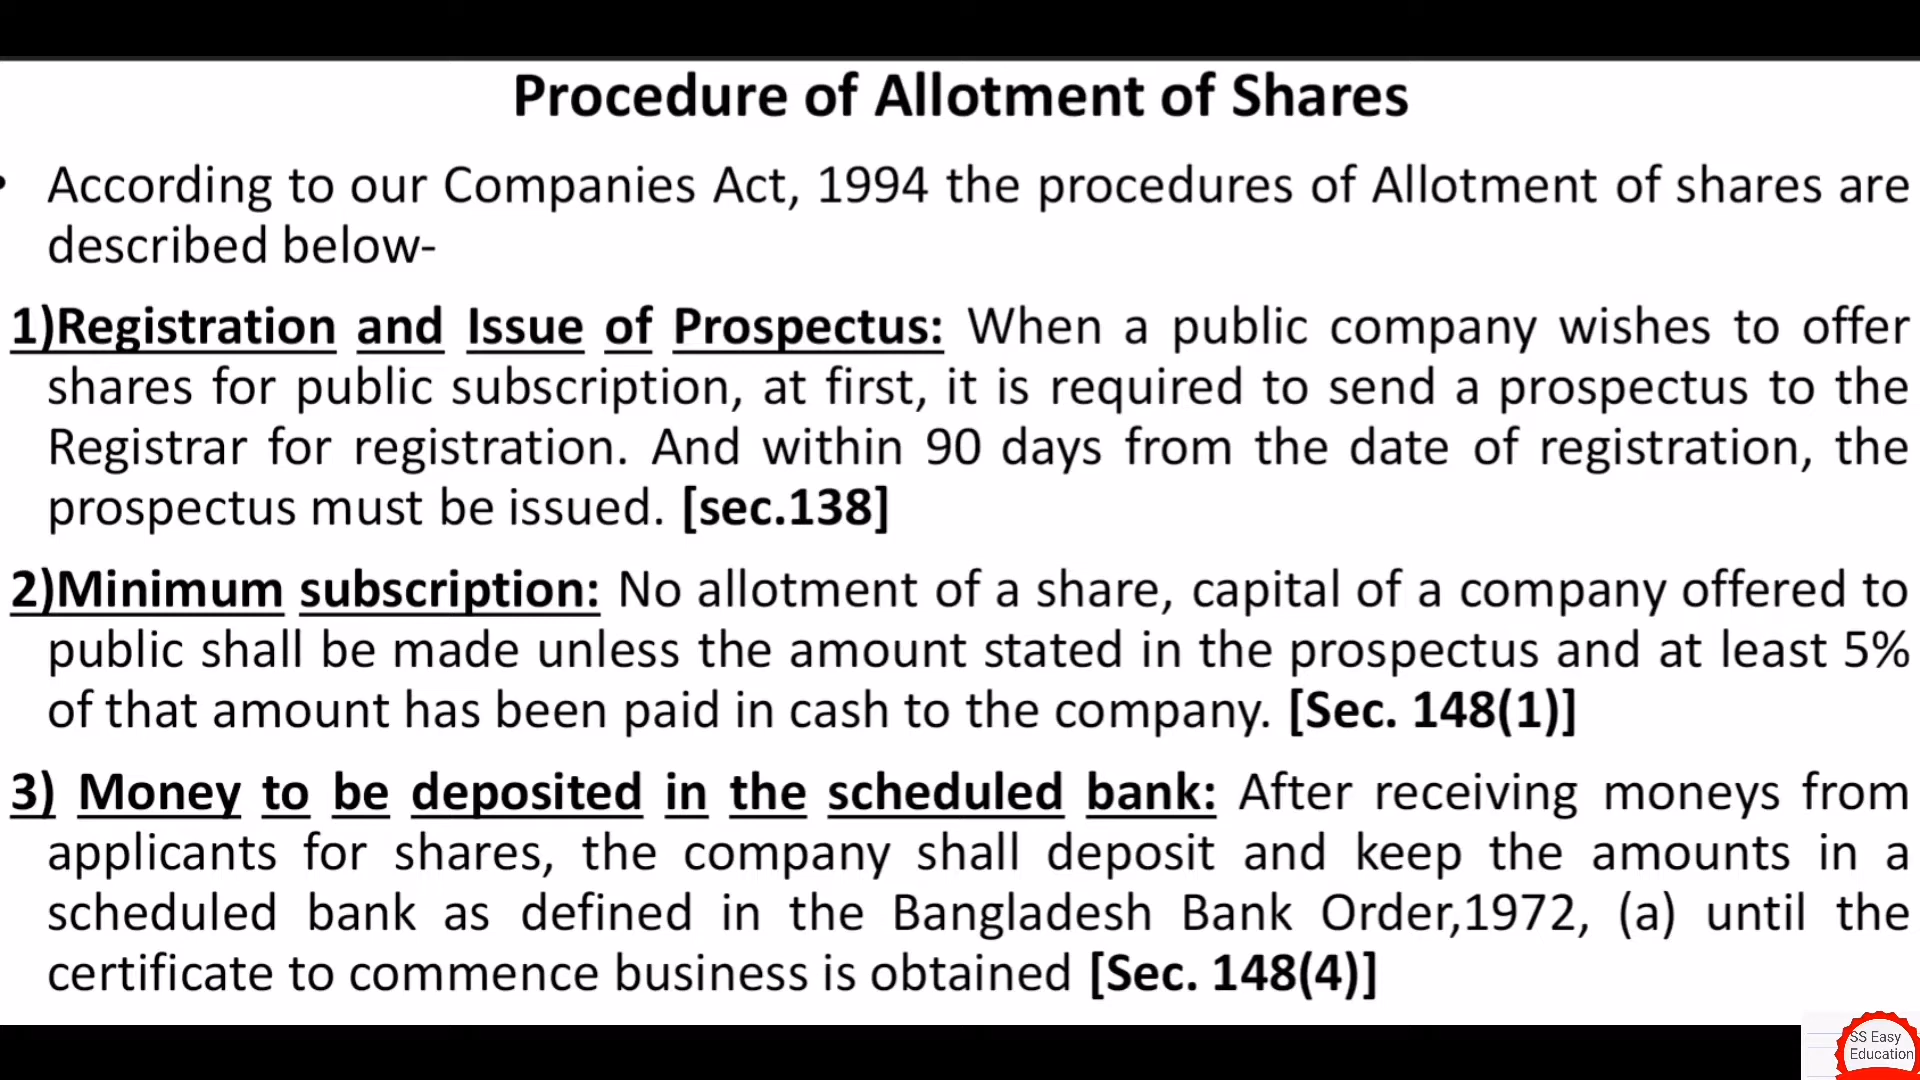 Procedure of Allotment of Shares
• According to our Companies Act, 1994 the procedures of Allotment of shares are
described below-
1)Registration and Issue of Prospectus: When a public company wishes to offer
shares for public subscription, at first, it is required to send a prospectus to the
Registrar for registration. And within 90 days from the date of registration, the
prospectus must be issued. [sec.138]
2)Minimum subscription: No allotment of a share, capital of a company offered to
public shall be made unless the amount stated in the prospectus and at least 5%
of that amount has been paid in cash to the company. [Sec. 148(1)]
3) Money to be deposited in the scheduled bank: After receiving moneys from
applicants for shares, the company shall deposit and keep the amounts in a
scheduled bank as defined in the Bangladesh Bank Order,1972, (a) until the
certificate to commence business is obtained [Sec. 148(4)]
SS Easy
Education